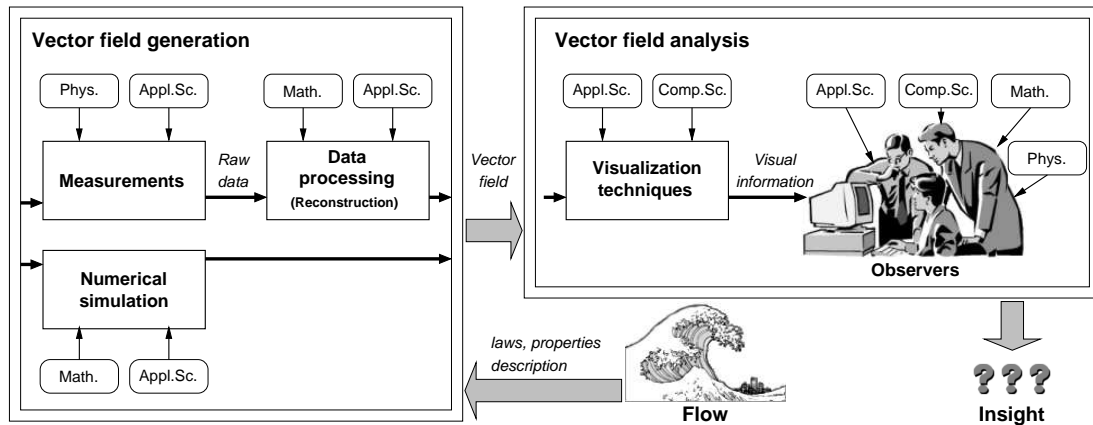 Vector field generation
Phys.
Appl.Sc.
Math.
Appl.Sc.
Measurements
Raw
data
Data
processing
(Reconstruction)
Numerical
simulation
Math.
Appl.Sc.
Vector
field
Vector field analysis
Appl.Sc.
Comp.Sc.
Visualization
techniques
Visual
information
Appl.Sc.
Comp.Sc.
Math.
Phys.
Observers
laws, properties
description
Flow
???
Insight